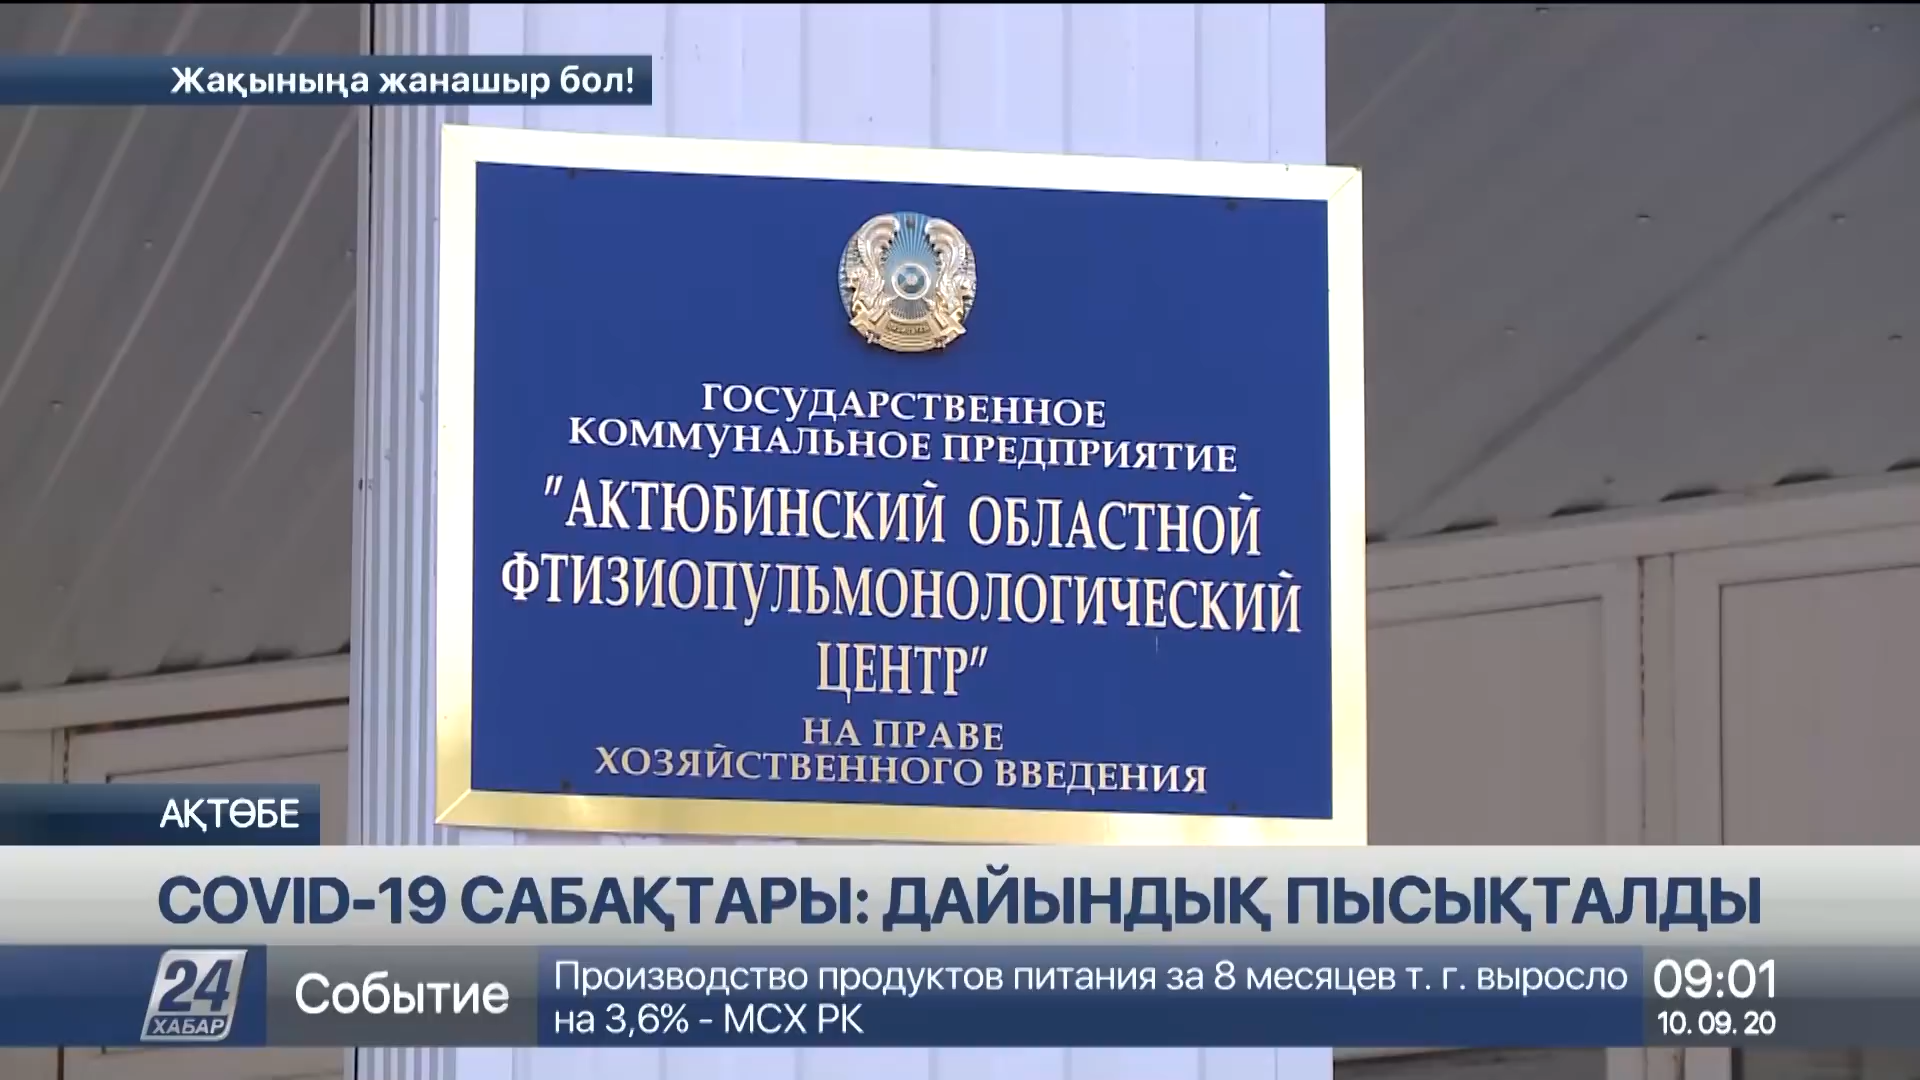 Жақыныңа жанашыр бол!
ГОСУДАРСТВЕННОЕ
КОММУНАЛЬНОЕ ПРЕДПРИЯТИЕ
"АКТЮБИНСКИЙ ОБЛАСТНОЙ
ФТИЗИОПУЛЬМОНОЛОГИЧЕСКИЙ
ЦЕНТР"
НА ПРАВЕ
ХОЗЯЙСТВЕННОГО ВВЕДЕНИЯ
АҚТӨБЕ
COVID-19 САБАҚТАРЫ: ДАЙЫНДЫҚ ПЫСЫҚТАЛДЫ
24
ХАБАР
Событие
Производство продуктов питания за 8 месяцев т. г. выросло
на 3,6% - МСХ РК
09:01
10. 09. 20